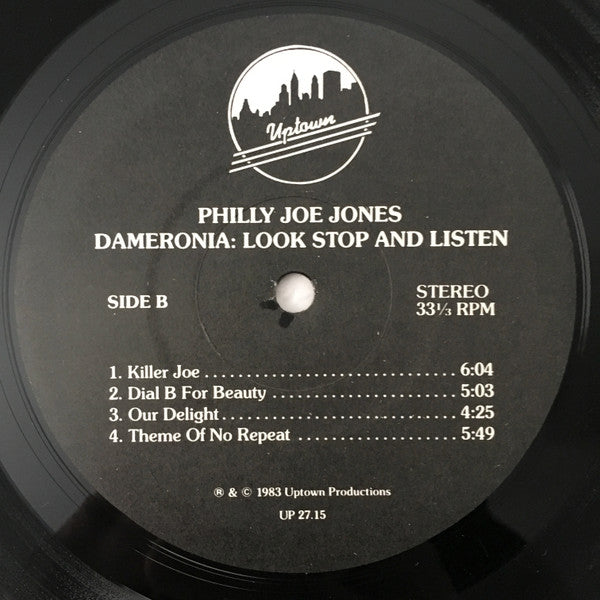 Uptown
PHILLY JOE JONES
DAMERONIA: LOOK STOP AND LISTEN
SIDE B
STEREO
33⅓ RPM
1. Killer Joe .............................. 6:04
2. Dial B For Beauty ...................... 5:03
3. Our Delight ............................ 4:25
4. Theme Of No Repeat .................... 5:49
® & © 1983 Uptown Productions
UP 27.15